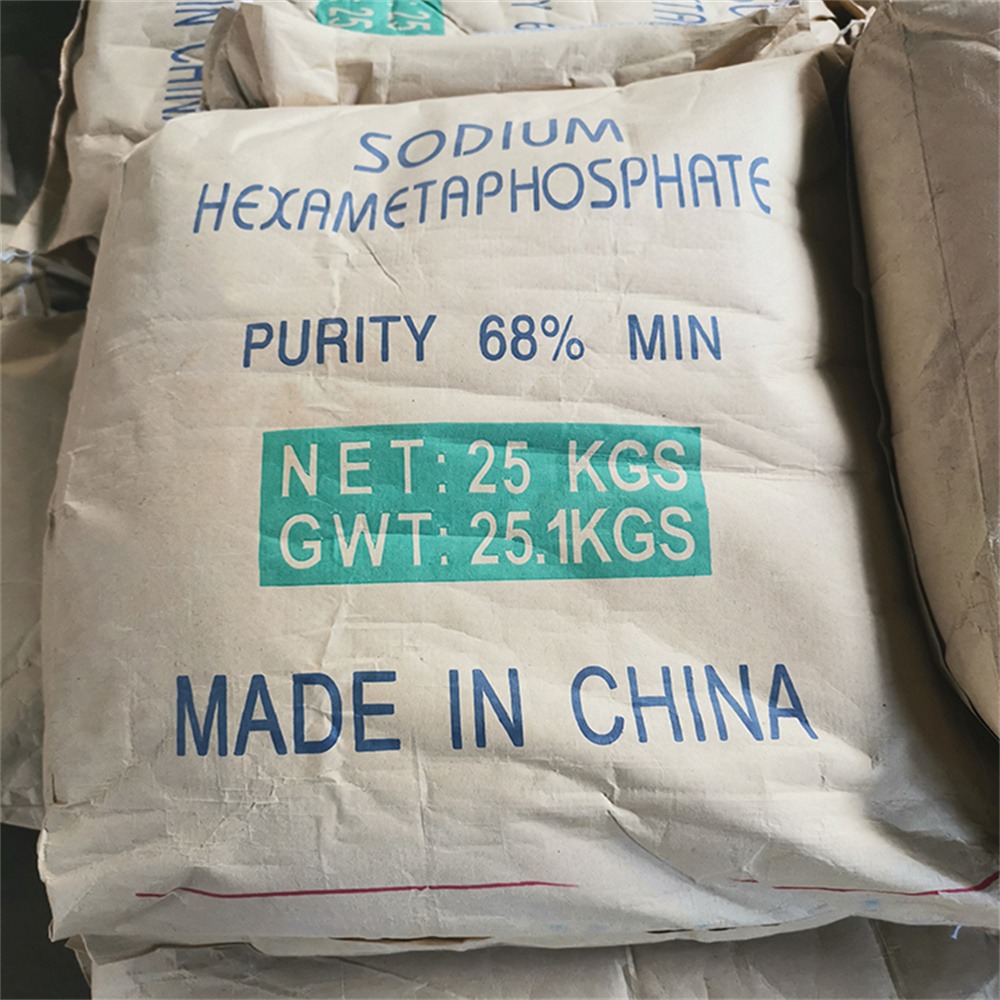 SODIUM
HEXAMETAPHOSPHATE
PURITY 68% MIN
NET: 25 KGS
GWT: 25.1KGS
MADE IN CHINA